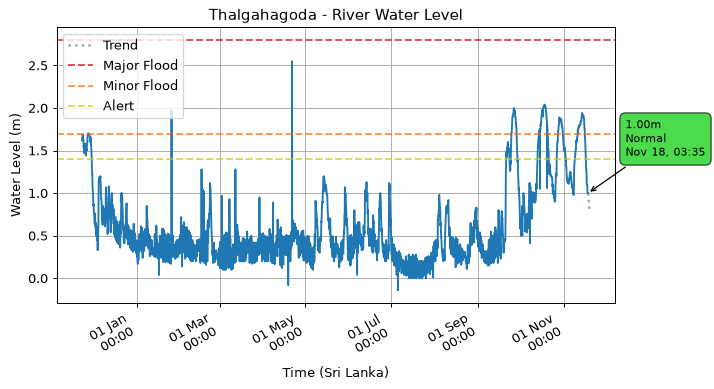 Thalgahagoda - River Water Level
Trend
Major Flood
Minor Flood
Alert
Water Level (m)
2.5
2.0
1.5
1.0
0.5
0.0
1.00m
Normal
Nov 18, 03:35
01 Jan
00:00
01 Mar
00:00
01 May
00:00
01 Jul
00:00
01 Sep
00:00
01 Nov
00:00
Time (Sri Lanka)